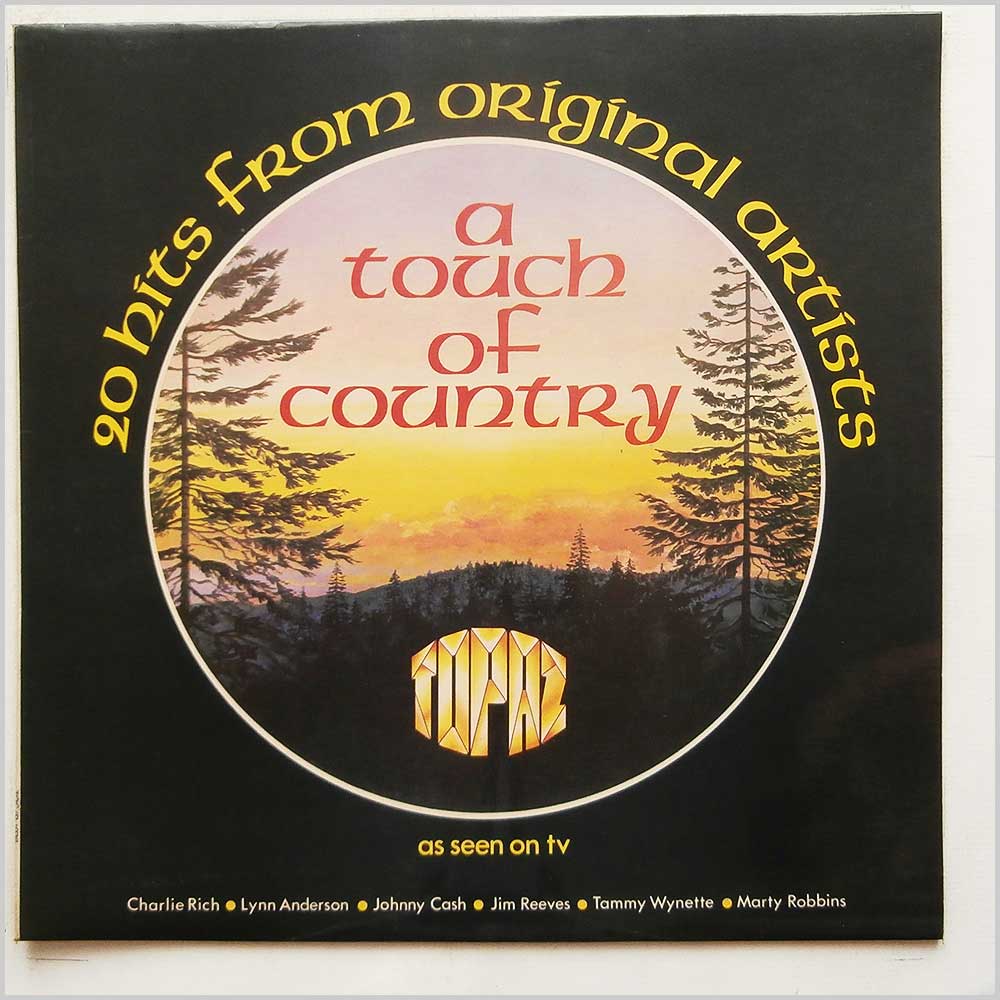 20 hits from original artists
a
touch
of
country
TOPAZ
as seen on tv
Charlie Rich • Lynn Anderson • Johnny Cash • Jim Reeves • Tammy Wynette • Marty Robbins